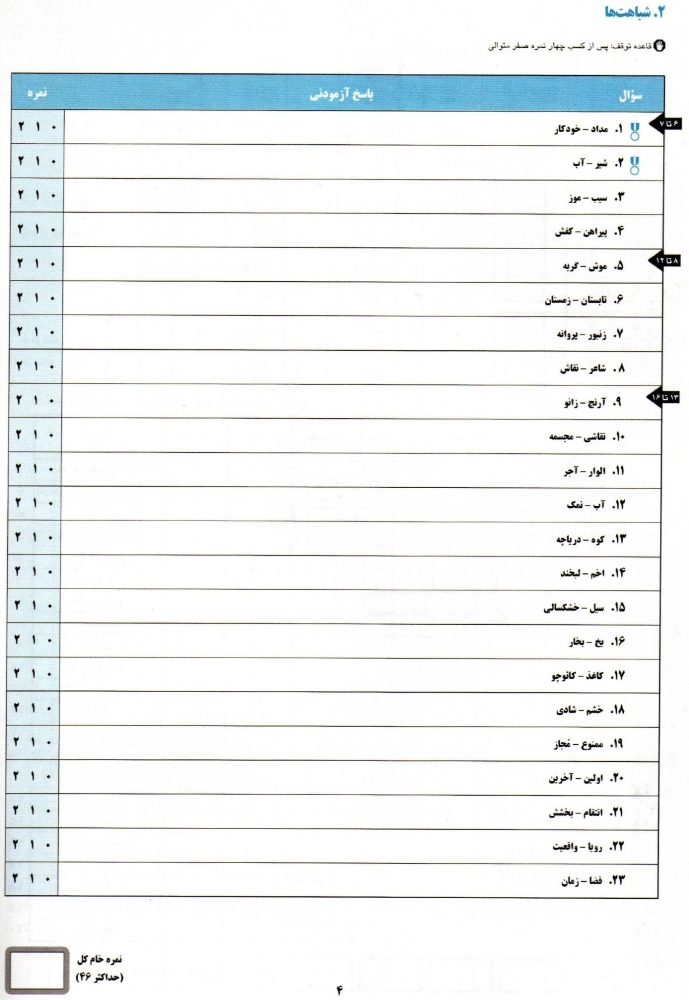 ۲. شباهت‌ها
قاعده توقف: پس از کسب چهار نمره صفر متوالی
سؤال پاسخ آزمودنی نمره
۶ تا ۷
۱. مداد – خودکار ۰ ۱ ۲
۲. شیر – آب ۰ ۱ ۲
۳. سیب – موز ۰ ۱ ۲
۴. پیراهن – کفش ۰ ۱ ۲
۸ تا ۱۲
۵. موش – گربه ۰ ۱ ۲
۶. تابستان – زمستان ۰ ۱ ۲
۷. زنبور – پروانه ۰ ۱ ۲
۸. شاعر – نقاش ۰ ۱ ۲
۱۳ تا ۱۶
۹. آرنج – زانو ۰ ۱ ۲
۱۰. نقاشی – مجسمه ۰ ۱ ۲
۱۱. الوار – آجر ۰ ۱ ۲
۱۲. آب – نمک ۰ ۱ ۲
۱۳. کوه – دریاچه ۰ ۱ ۲
۱۴. اخم – لبخند ۰ ۱ ۲
۱۵. سیل – خشکسالی ۰ ۱ ۲
۱۶. یخ – بخار ۰ ۱ ۲
۱۷. کاغذ – کائوچو ۰ ۱ ۲
۱۸. خشم – شادی ۰ ۱ ۲
۱۹. ممنوع – مُجاز ۰ ۱ ۲
۲۰. اولین – آخرین ۰ ۱ ۲
۲۱. انتقام – بخشش ۰ ۱ ۲
۲۲. رویا – واقعیت ۰ ۱ ۲
۲۳. فضا – زمان ۰ ۱ ۲
نمره خام کل
(حداکثر ۴۶)
۴